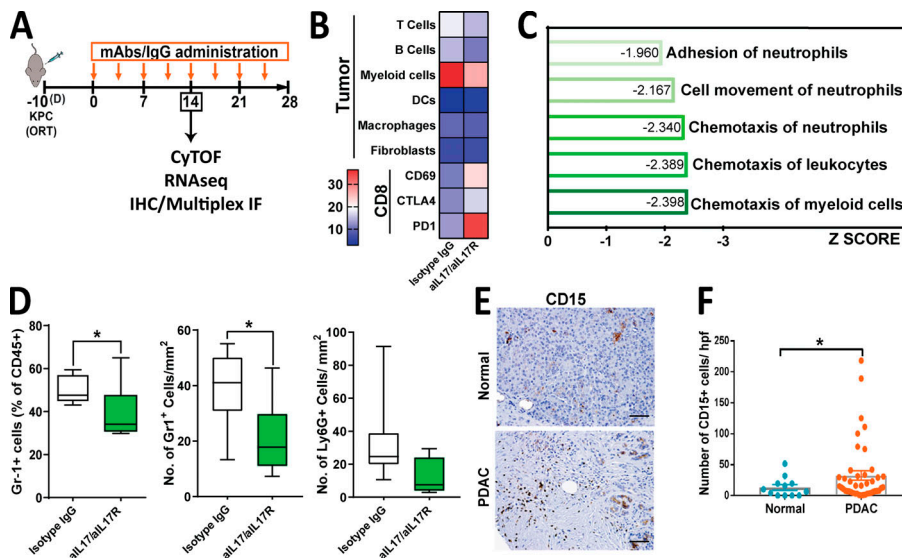 A
mAbs/IgG administration
-10 (D) 0 7 14 21 28
KPC
(ORT)
CyTOF
RNAseq
IHC/Multiplex IF
B
Tumor
T Cells
B Cells
Myeloid cells
DCs
Macrophages
Fibroblasts
CD8
CD69
CTLA4
PD1
30
20
10
Isotype IgG
aIL17/aIL17R
C
-1.960 Adhesion of neutrophils
-2.167 Cell movement of neutrophils
-2.340 Chemotaxis of neutrophils
-2.389 Chemotaxis of leukocytes
-2.398 Chemotaxis of myeloid cells
0 -1 -2 -3 Z SCORE
D
Gr-1+ cells (% of CD45+)
80
60
40
20
0
*
Isotype IgG
aIL17/aIL17R
No. of Gr1+ Cells/mm2
60
40
20
0
*
Isotype IgG
aIL17/aIL17R
No. of Ly6G+ Cells/ mm2
100
80
60
40
20
0
Isotype IgG
aIL17/aIL17R
E
CD15
Normal
PDAC
F
Number of CD15+ cells/ hpf
250
200
150
100
50
0
*
Normal
PDAC